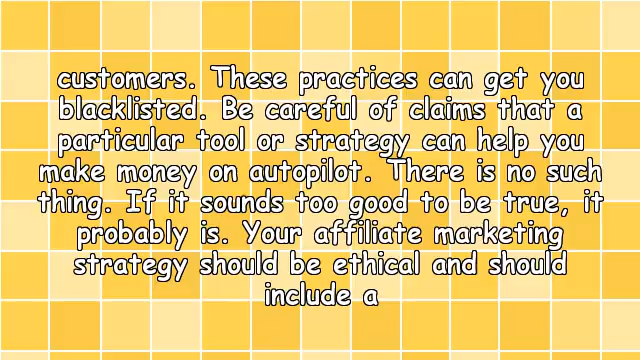 customers. These practices can get you
blacklisted. Be careful of claims that a
particular tool or strategy can help you
make money on autopilot. There is no such
thing. If it sounds too good to be true, it
probably is. Your affiliate marketing
strategy should be ethical and should
include a